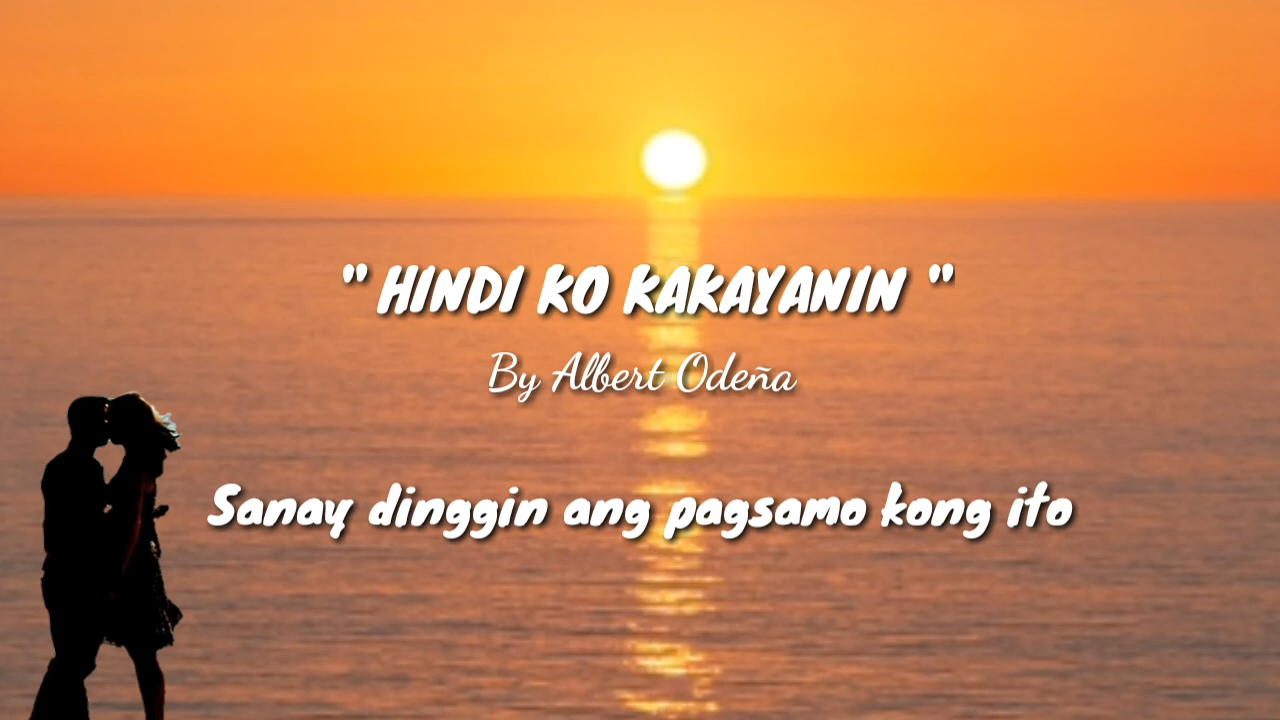 " HINDI KO KAKAYANIN "
By Albert Odeña
Sanay dinggin ang pagsamo kong ito